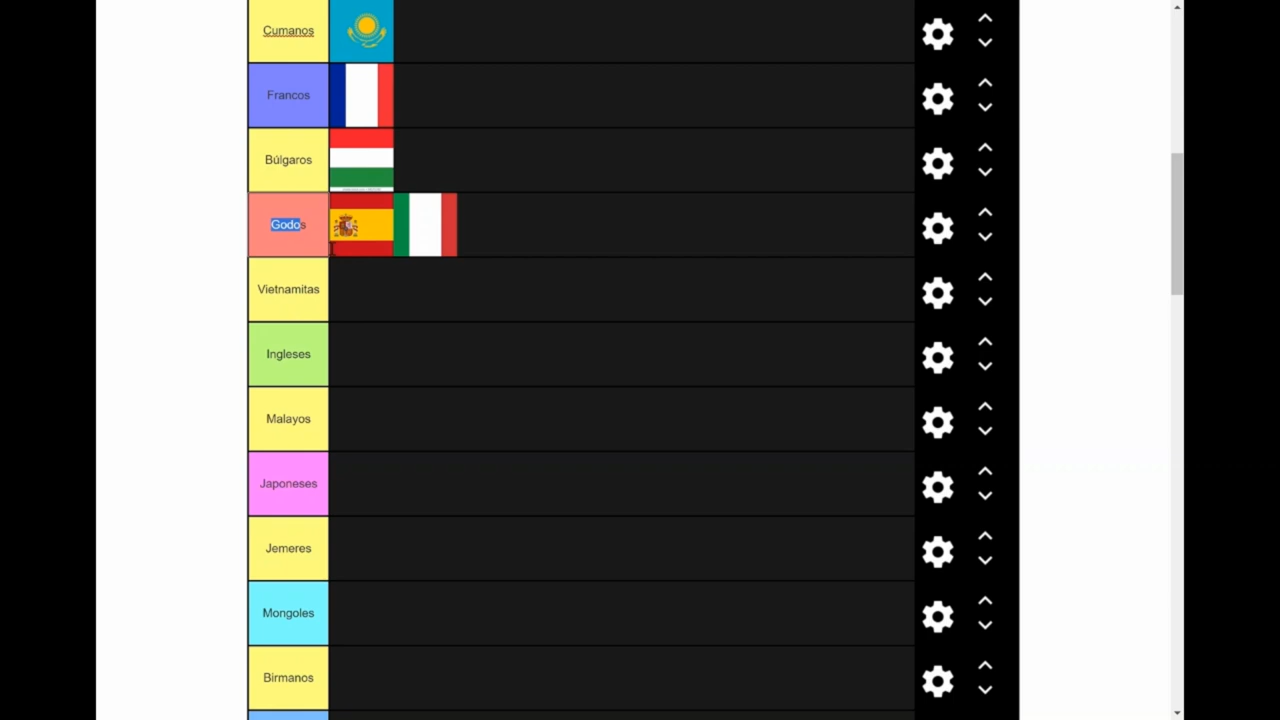 Cumanos
Francos
Búlgaros
Godos
Vietnamitas
Ingleses
Malayos
Japoneses
Jemeres
Mongoles
Birmanos